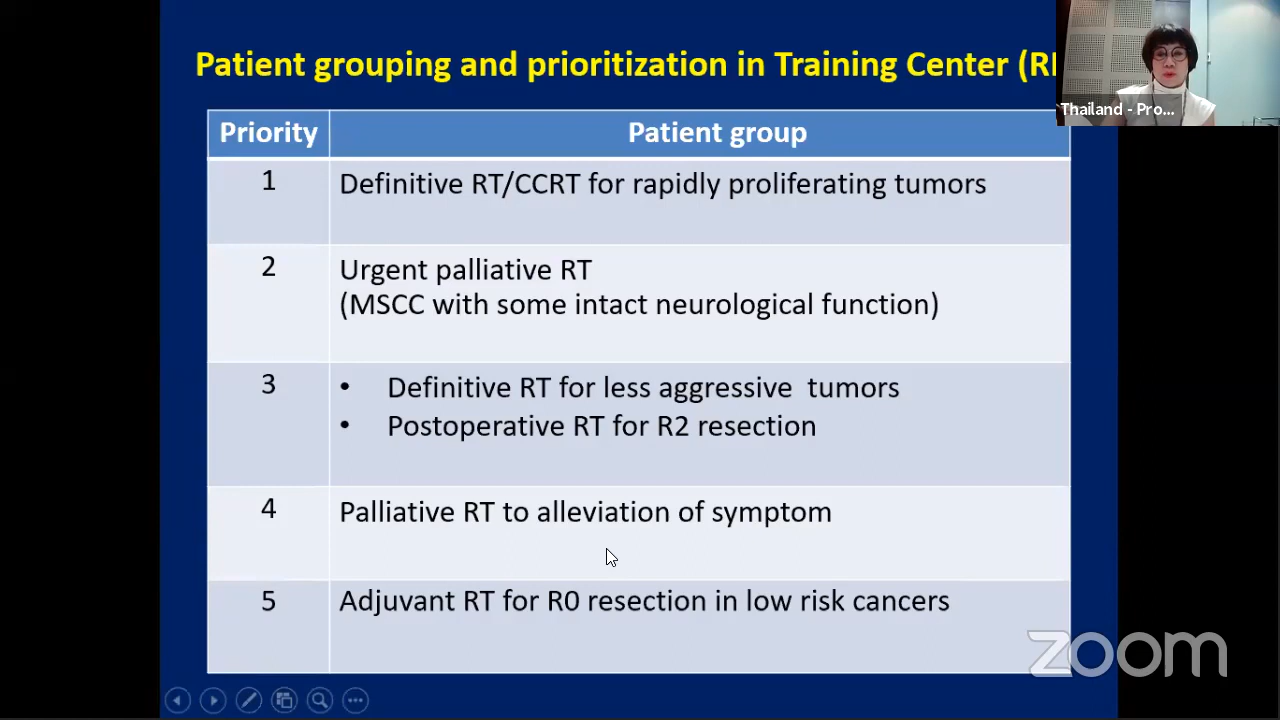 Patient grouping and prioritization in Training Center
Thailand - Pro...
Priority
Patient group
1
Definitive RT/CCRT for rapidly proliferating tumors
2
Urgent palliative RT
(MSCC with some intact neurological function)
3
• Definitive RT for less aggressive tumors
• Postoperative RT for R2 resection
4
Palliative RT to alleviation of symptom
5
Adjuvant RT for R0 resection in low risk cancers
zoom